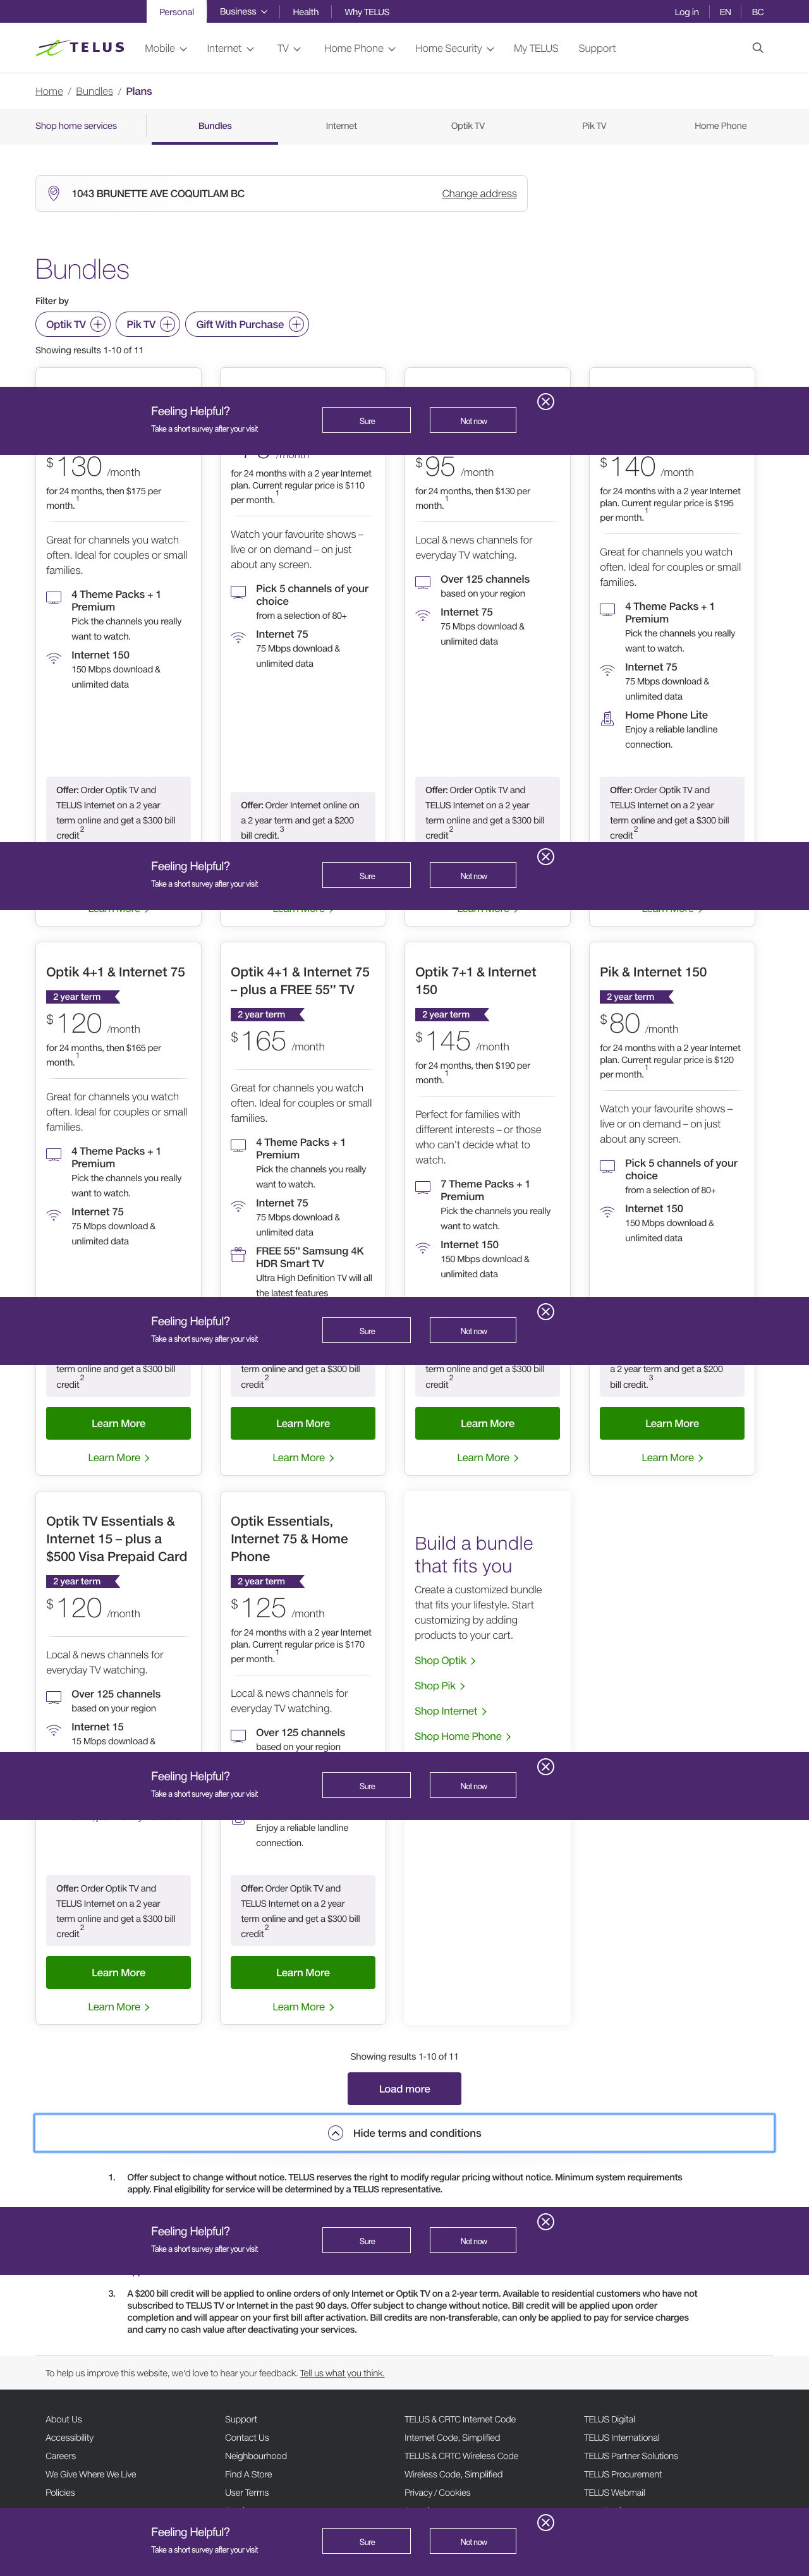 Personal Business Health Why TELUS Log in EN BC
TELUS Mobile Internet TV Home Phone Home Security My TELUS Support
Home / Bundles / Plans
Shop home services Bundles Internet Optik TV Pik TV Home Phone
1043 BRUNETTE AVE COQUITLAM BC Change address
Bundles
Filter by
Optik TV Pik TV Gift With Purchase
Showing results 1-10 of 11
Feeling Helpful?
Take a short survey after your visit
Sure Not now
$130 /month
for 24 months, then $175 per
month.1
Great for channels you watch
often. Ideal for couples or small
families.
4 Theme Packs + 1
Premium
Pick the channels you really
want to watch.
Internet 150
150 Mbps download &
unlimited data
Offer: Order Optik TV and
TELUS Internet on a 2 year
term online and get a $300 bill
credit2
/month
for 24 months with a 2 year Internet
plan. Current regular price is $110
per month.1
Watch your favourite shows –
live or on demand – on just
about any screen.
Pick 5 channels of your
choice
from a selection of 80+
Internet 75
75 Mbps download &
unlimited data
Offer: Order Internet online on
a 2 year term and get a $200
bill credit.3
$95 /month
for 24 months, then $130 per
month.1
Local & news channels for
everyday TV watching.
Over 125 channels
based on your region
Internet 75
75 Mbps download &
unlimited data
Offer: Order Optik TV and
TELUS Internet on a 2 year
term online and get a $300 bill
credit2
$140 /month
for 24 months with a 2 year Internet
plan. Current regular price is $195
per month.1
Great for channels you watch
often. Ideal for couples or small
families.
4 Theme Packs + 1
Premium
Pick the channels you really
want to watch.
Internet 75
75 Mbps download &
unlimited data
Home Phone Lite
Enjoy a reliable landline
connection.
Offer: Order Optik TV and
TELUS Internet on a 2 year
term online and get a $300 bill
credit2
Feeling Helpful?
Take a short survey after your visit
Sure Not now
Learn More Learn More Learn More Learn More
Optik 4+1 & Internet 75
2 year term
$120 /month
for 24 months, then $165 per
month.1
Great for channels you watch
often. Ideal for couples or small
families.
4 Theme Packs + 1
Premium
Pick the channels you really
want to watch.
Internet 75
75 Mbps download &
unlimited data
Optik 4+1 & Internet 75
– plus a FREE 55” TV
2 year term
$165 /month
Great for channels you watch
often. Ideal for couples or small
families.
4 Theme Packs + 1
Premium
Pick the channels you really
want to watch.
Internet 75
75 Mbps download &
unlimited data
FREE 55” Samsung 4K
HDR Smart TV
Ultra High Definition TV will all
the latest features
Optik 7+1 & Internet
150
2 year term
$145 /month
for 24 months, then $190 per
month.1
Perfect for families with
different interests – or those
who can't decide what to
watch.
7 Theme Packs + 1
Premium
Pick the channels you really
want to watch.
Internet 150
150 Mbps download &
unlimited data
Pik & Internet 150
2 year term
$80 /month
for 24 months with a 2 year Internet
plan. Current regular price is $120
per month.1
Watch your favourite shows –
live or on demand – on just
about any screen.
Pick 5 channels of your
choice
from a selection of 80+
Internet 150
150 Mbps download &
unlimited data
Feeling Helpful?
Take a short survey after your visit
Sure Not now
term online and get a $300 bill
credit2
Learn More
Learn More
term online and get a $300 bill
credit2
Learn More
Learn More
term online and get a $300 bill
credit2
Learn More
Learn More
a 2 year term and get a $200
bill credit.3
Learn More
Learn More
Optik TV Essentials &
Internet 15 – plus a
$500 Visa Prepaid Card
2 year term
$120 /month
Local & news channels for
everyday TV watching.
Over 125 channels
based on your region
Internet 15
15 Mbps download &
Optik Essentials,
Internet 75 & Home
Phone
2 year term
$125 /month
for 24 months with a 2 year Internet
plan. Current regular price is $170
per month.1
Local & news channels for
everyday TV watching.
Over 125 channels
based on your region
Build a bundle
that fits you
Create a customized bundle
that fits your lifestyle. Start
customizing by adding
products to your cart.
Shop Optik
Shop Pik
Shop Internet
Shop Home Phone
Feeling Helpful?
Take a short survey after your visit
Sure Not now
Offer: Order Optik TV and
TELUS Internet on a 2 year
term online and get a $300 bill
credit2
Learn More
Learn More
Enjoy a reliable landline
connection.
Offer: Order Optik TV and
TELUS Internet on a 2 year
term online and get a $300 bill
credit2
Learn More
Learn More
Showing results 1-10 of 11
Load more
Hide terms and conditions
1. Offer subject to change without notice. TELUS reserves the right to modify regular pricing without notice. Minimum system requirements
apply. Final eligibility for service will be determined by a TELUS representative.
Feeling Helpful?
Take a short survey after your visit
Sure Not now
3. A $200 bill credit will be applied to online orders of only Internet or Optik TV on a 2-year term. Available to residential customers who have not
subscribed to TELUS TV or Internet in the past 90 days. Offer subject to change without notice. Bill credit will be applied upon order
completion and will appear on your first bill after activation. Bill credits are non-transferable, can only be applied to pay for service charges
and carry no cash value after deactivating your services.
To help us improve this website, we'd love to hear your feedback. Tell us what you think.
About Us Support TELUS & CRTC Internet Code TELUS Digital
Accessibility Contact Us Internet Code, Simplified TELUS International
Careers Neighbourhood TELUS & CRTC Wireless Code TELUS Partner Solutions
We Give Where We Live Find A Store Wireless Code, Simplified TELUS Procurement
Policies User Terms Privacy / Cookies TELUS Webmail
Feeling Helpful?
Take a short survey after your visit
Sure Not now